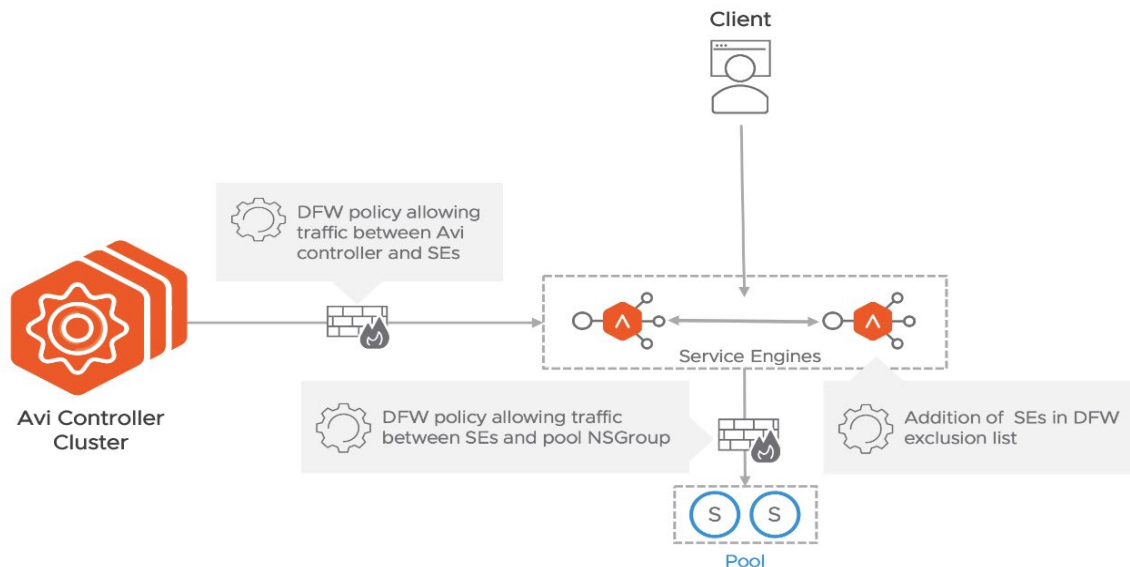 Client
DFW policy allowing
traffic between Avi
controller and SEs
Service Engines
Avi Controller
Cluster
DFW policy allowing traffic
between SEs and pool NSGroup
Addition of SEs in DFW
exclusion list
S S
Pool